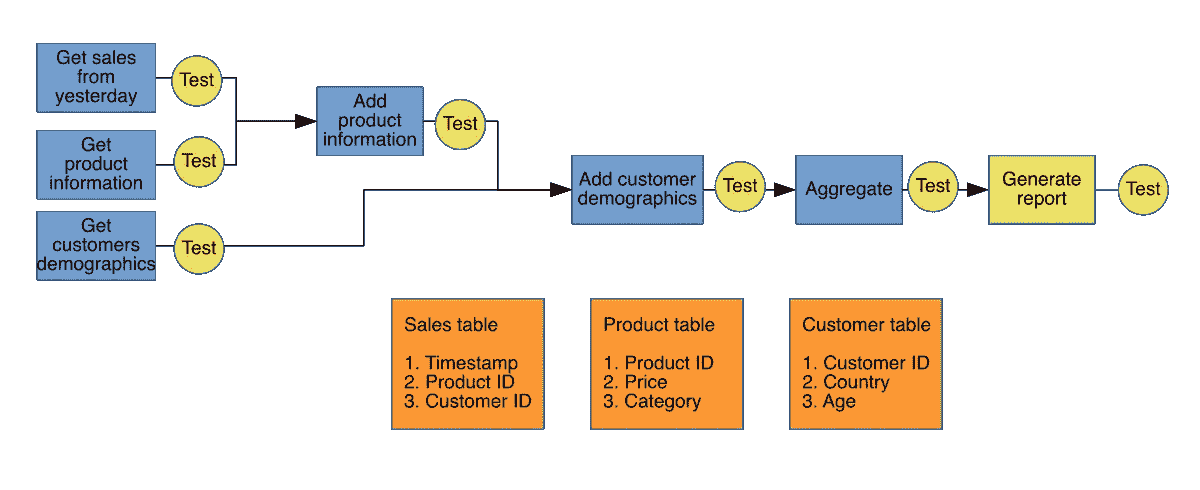 Get sales
from
yesterday
Test
Get
product
information
Test
Get
customers
demographics
Test
Add
product
information
Test
Add customer
demographics
Test
Aggregate
Test
Generate
report
Test
Sales table
1. Timestamp
2. Product ID
3. Customer ID
Product table
1. Product ID
2. Price
3. Category
Customer table
1. Customer ID
2. Country
3. Age